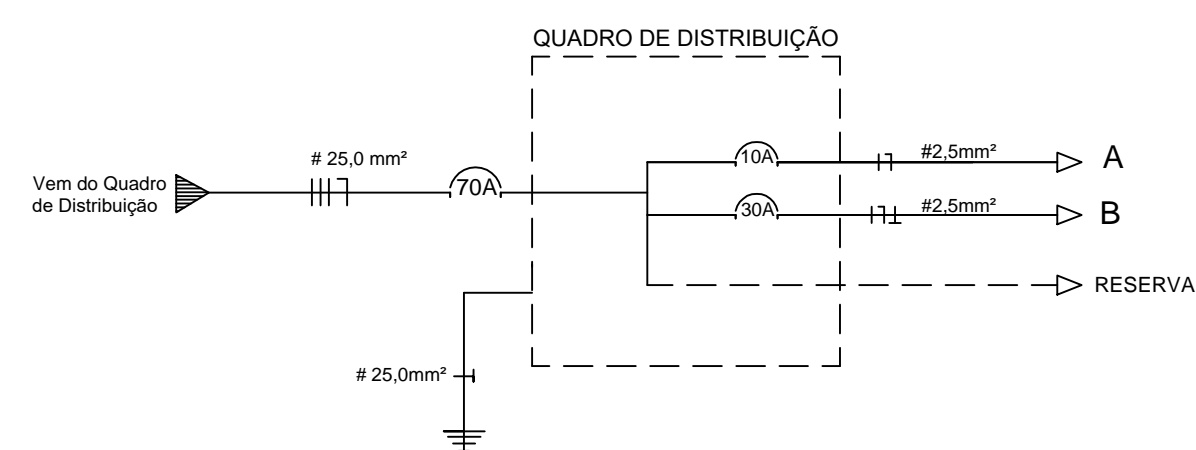 QUADRO DE DISTRIBUIÇÃO
# 25,0 mm²
70A
10A
#2,5mm²
A
Vem do Quadro
de Distribuição
30A
#2,5mm²
B
RESERVA
# 25,0mm²